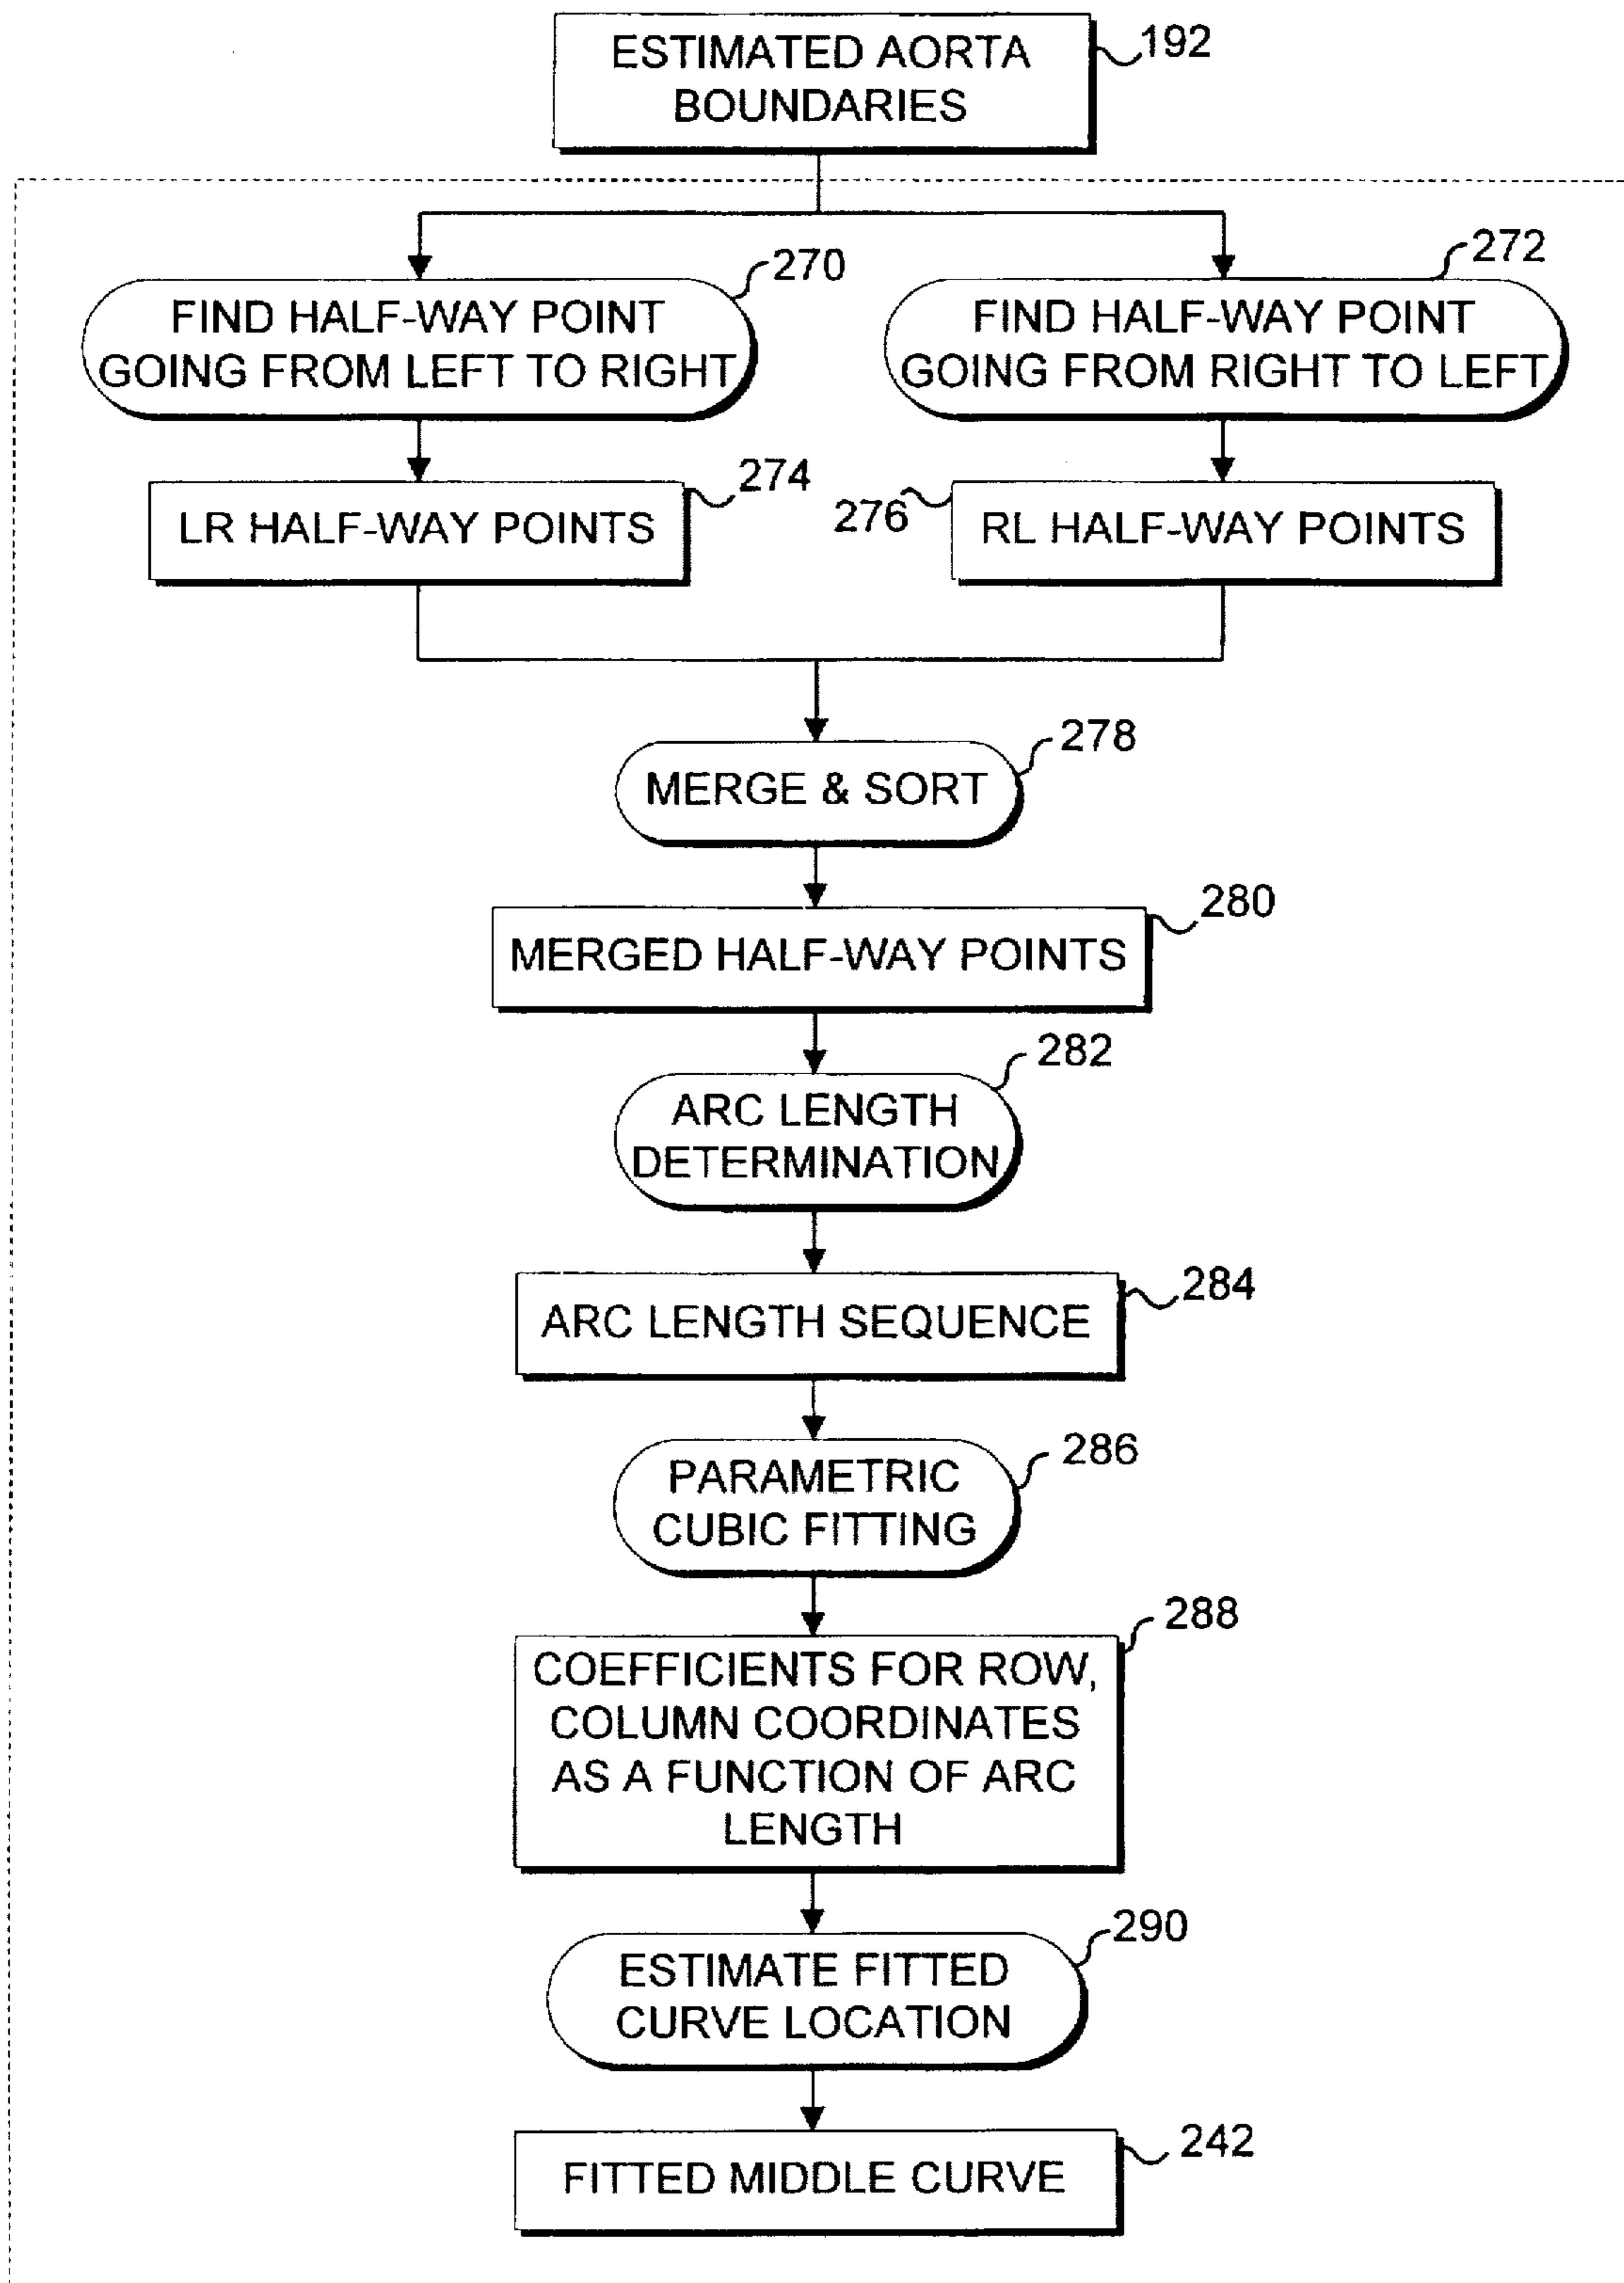 ESTIMATED AORTA
BOUNDARIES
192
270
272
FIND HALF-WAY POINT
GOING FROM LEFT TO RIGHT
FIND HALF-WAY POINT
GOING FROM RIGHT TO LEFT
274
276
LR HALF-WAY POINTS
RL HALF-WAY POINTS
278
MERGE & SORT
280
MERGED HALF-WAY POINTS
282
ARC LENGTH
DETERMINATION
284
ARC LENGTH SEQUENCE
286
PARAMETRIC
CUBIC FITTING
288
COEFFICIENTS FOR ROW,
COLUMN COORDINATES
AS A FUNCTION OF ARC
LENGTH
290
ESTIMATE FITTED
CURVE LOCATION
242
FITTED MIDDLE CURVE